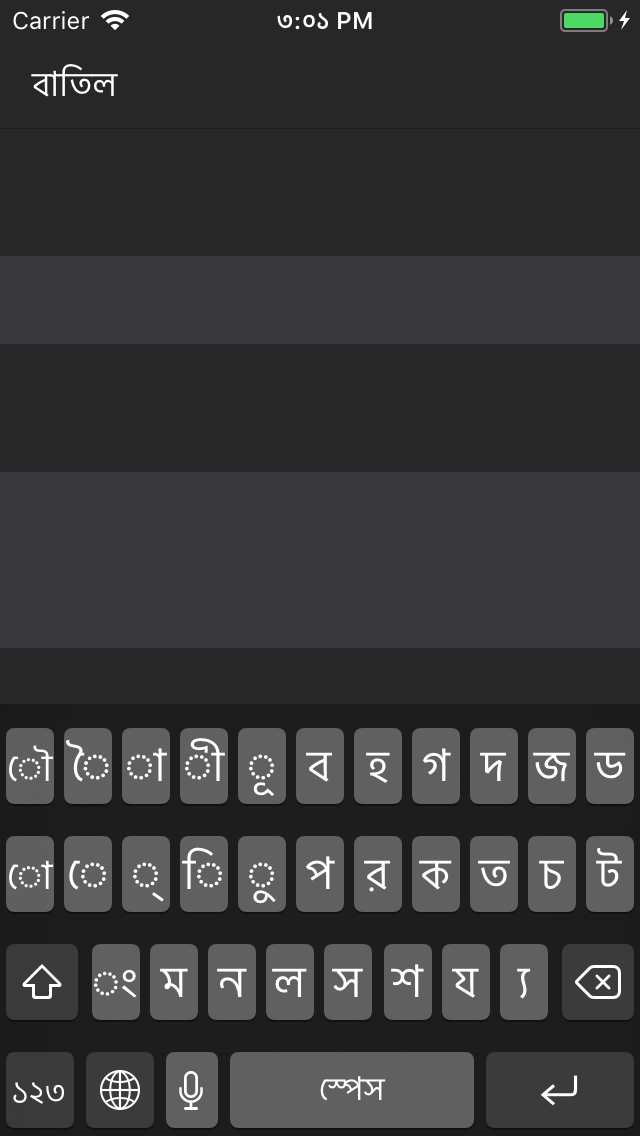 Carrier ৩:০১ PM
বাতিল
ৌ ৈ া ী ূ ব হ গ দ জ ড
ো ে ্ ি ু প র ক ত চ ট
ং ম ন ল স শ য ্য
১২৩ স্পেস